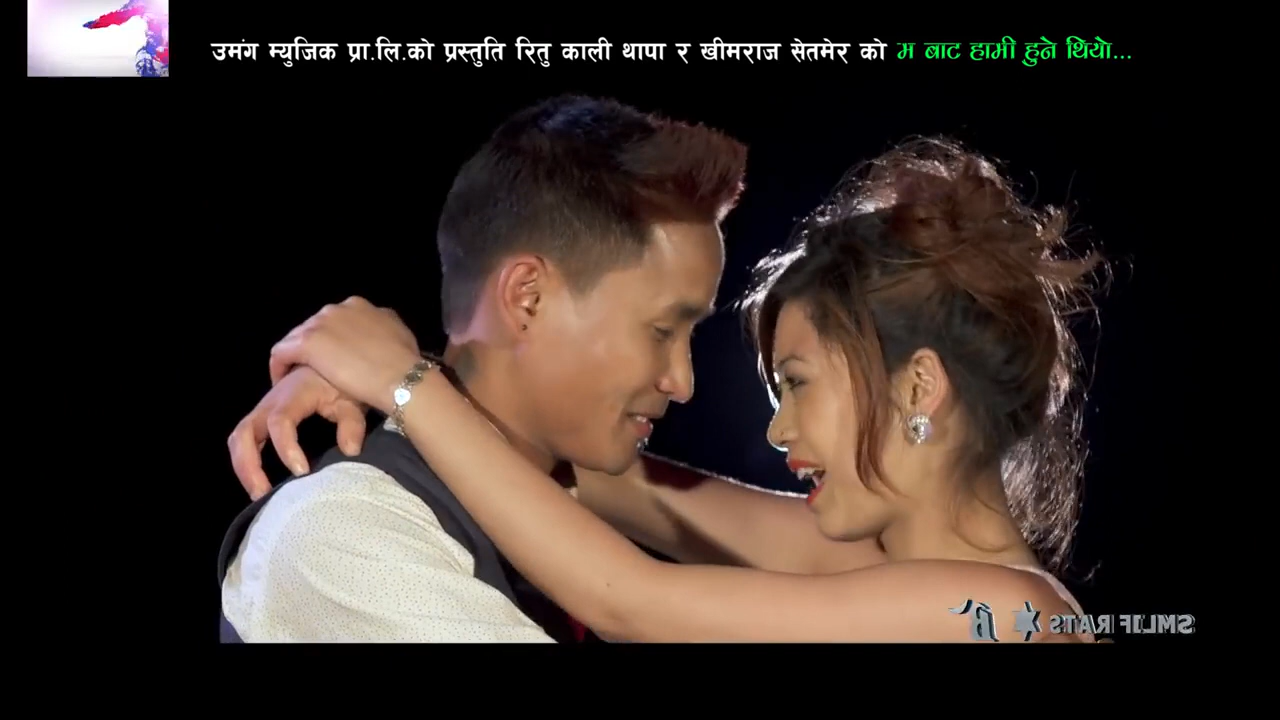 उमंग म्युजिक प्रा.लि.को प्रस्तुति रितु काली थापा र खीमराज सेतमेर को म बाट हामी हुने थियो...
B STAR FILMS